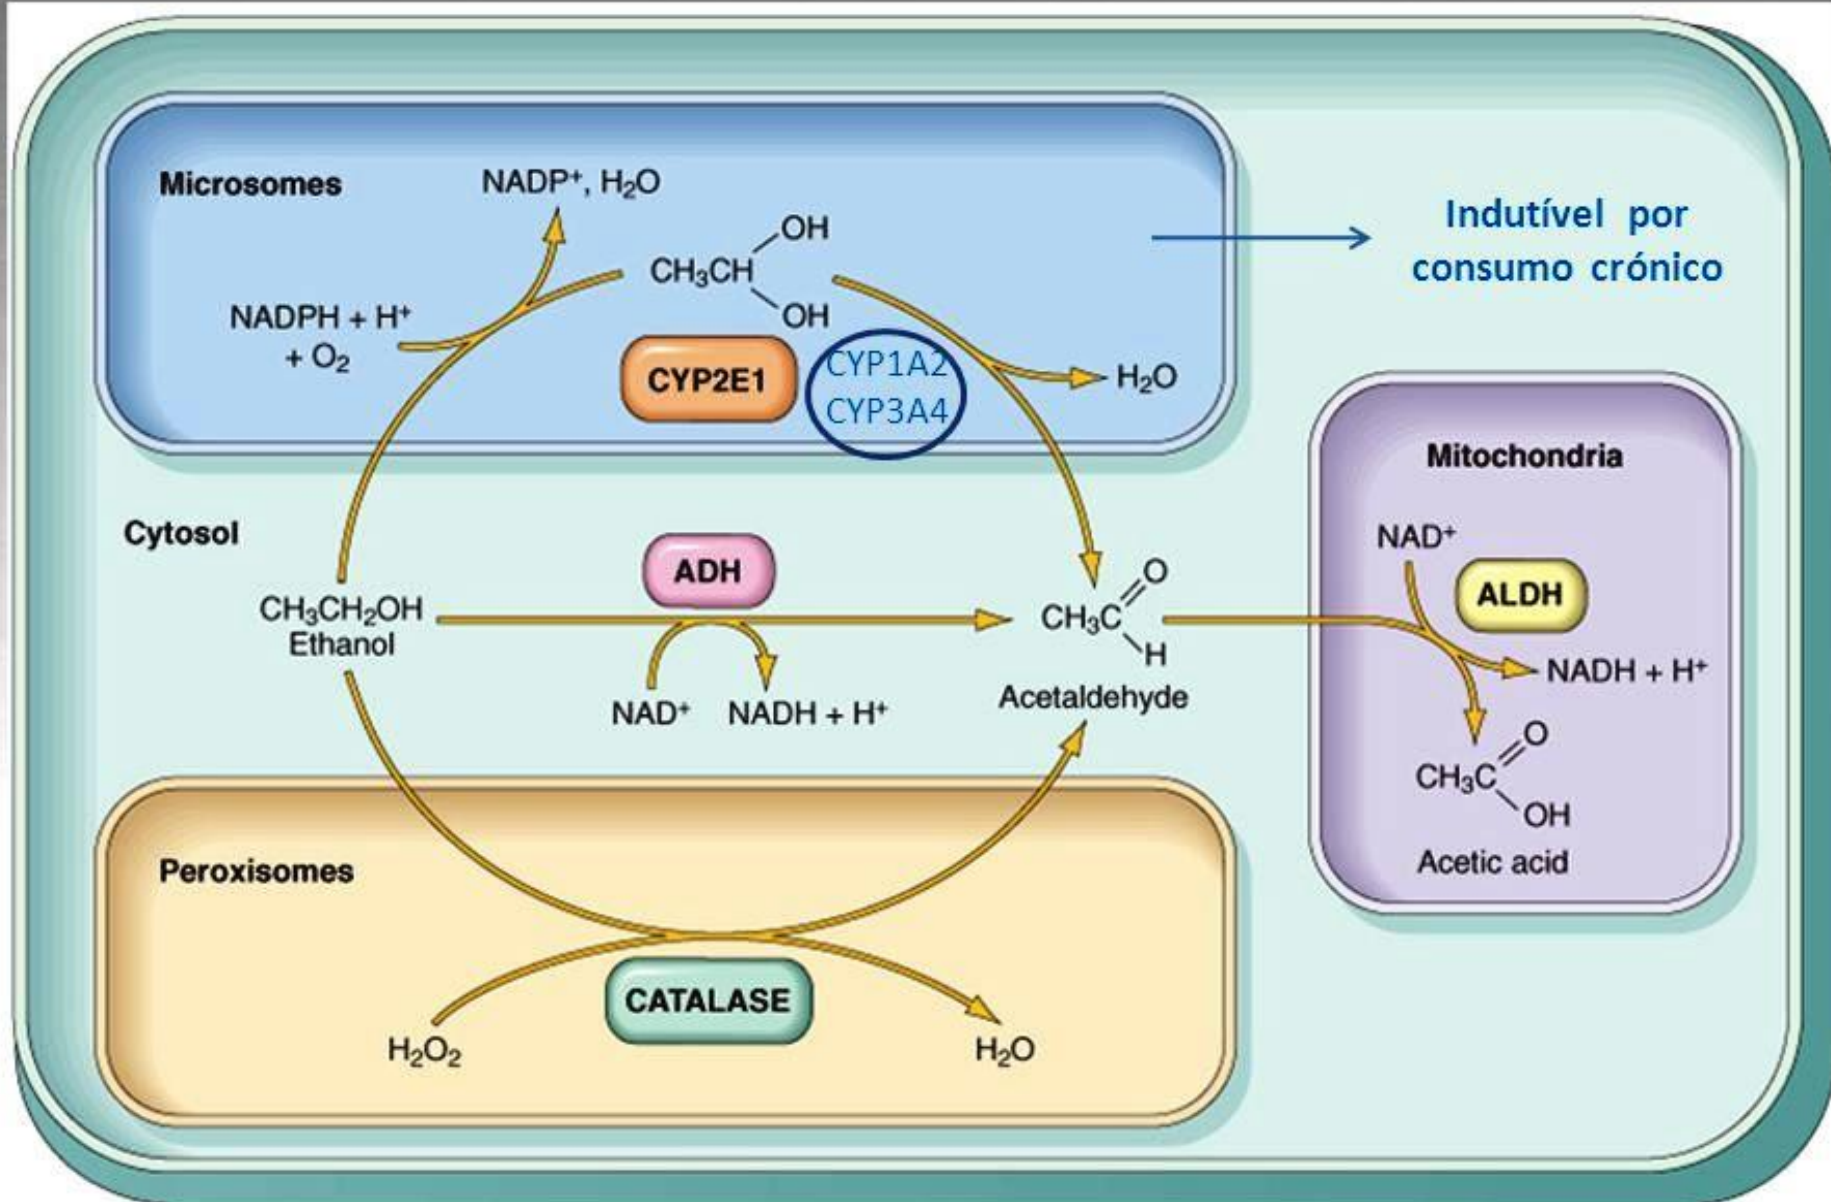 Microsomes
NADP⁺, H₂O
OH
CH₃CH
OH
NADPH + H⁺
+ O₂
CYP2E1
CYP1A2
CYP3A4
H₂O
Indutível por
consumo crónico
Cytosol
CH₃CH₂OH
Ethanol
ADH
NAD⁺
NADH + H⁺
O
CH₃C
H
Acetaldehyde
Mitochondria
NAD⁺
ALDH
NADH + H⁺
O
CH₃C
OH
Acetic acid
Peroxisomes
CATALASE
H₂O₂
H₂O